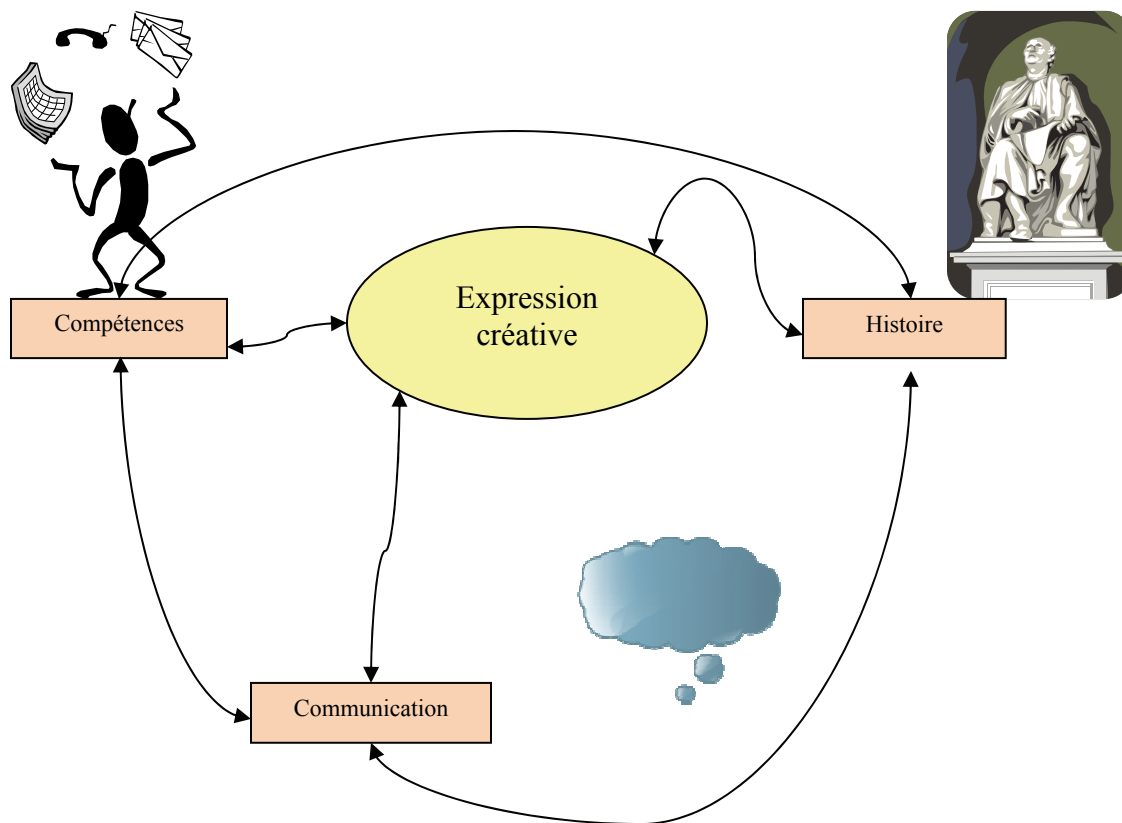 Expression
créative
Compétences
Histoire
Communication